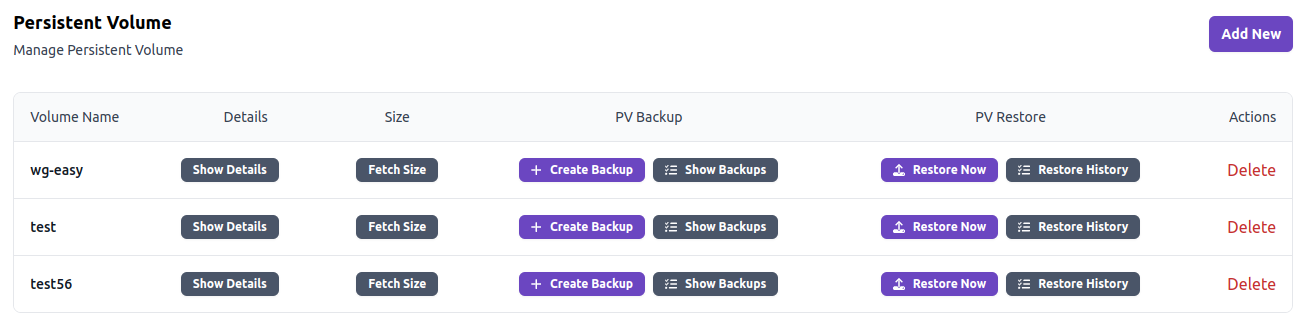 Persistent Volume
Manage Persistent Volume
Add New
Volume Name Details Size PV Backup PV Restore Actions
wg-easy Show Details Fetch Size Create Backup Show Backups Restore Now Restore History Delete
test Show Details Fetch Size Create Backup Show Backups Restore Now Restore History Delete
test56 Show Details Fetch Size Create Backup Show Backups Restore Now Restore History Delete